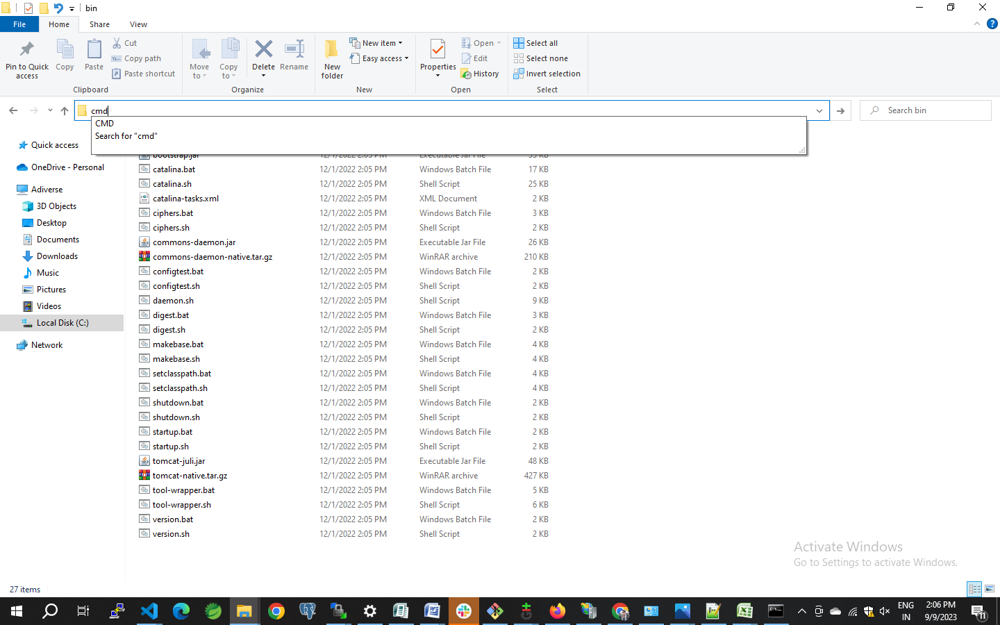 bin
File
Home
Share
View
Pin to Quick access
Copy
Paste
Cut
Copy path
Paste shortcut
Clipboard
Move to
Copy to
Delete
Rename
Organize
New folder
New item
Easy access
New
Properties
Open
Edit
History
Open
Select all
Select none
Invert selection
Select
cmd
Search bin
CMD
Search for "cmd"
Quick access
OneDrive - Personal
Adiverse
3D Objects
Desktop
Documents
Downloads
Music
Pictures
Videos
Local Disk (C:)
Network
bootstrap.jar 12/1/2022 2:05 PM Executable Jar File 35 KB
catalina.bat 12/1/2022 2:05 PM Windows Batch File 17 KB
catalina.sh 12/1/2022 2:05 PM Shell Script 25 KB
catalina-tasks.xml 12/1/2022 2:05 PM XML Document 2 KB
ciphers.bat 12/1/2022 2:05 PM Windows Batch File 3 KB
ciphers.sh 12/1/2022 2:05 PM Shell Script 2 KB
commons-daemon.jar 12/1/2022 2:05 PM Executable Jar File 26 KB
commons-daemon-native.tar.gz 12/1/2022 2:05 PM WinRAR archive 210 KB
configtest.bat 12/1/2022 2:05 PM Windows Batch File 2 KB
configtest.sh 12/1/2022 2:05 PM Shell Script 2 KB
daemon.sh 12/1/2022 2:05 PM Shell Script 9 KB
digest.bat 12/1/2022 2:05 PM Windows Batch File 3 KB
digest.sh 12/1/2022 2:05 PM Shell Script 2 KB
makebase.bat 12/1/2022 2:05 PM Windows Batch File 4 KB
makebase.sh 12/1/2022 2:05 PM Shell Script 4 KB
setclasspath.bat 12/1/2022 2:05 PM Windows Batch File 4 KB
setclasspath.sh 12/1/2022 2:05 PM Shell Script 4 KB
shutdown.bat 12/1/2022 2:05 PM Windows Batch File 2 KB
shutdown.sh 12/1/2022 2:05 PM Shell Script 2 KB
startup.bat 12/1/2022 2:05 PM Windows Batch File 2 KB
startup.sh 12/1/2022 2:05 PM Shell Script 2 KB
tomcat-juli.jar 12/1/2022 2:05 PM Executable Jar File 48 KB
tomcat-native.tar.gz 12/1/2022 2:05 PM WinRAR archive 427 KB
tool-wrapper.bat 12/1/2022 2:05 PM Windows Batch File 5 KB
tool-wrapper.sh 12/1/2022 2:05 PM Shell Script 6 KB
version.bat 12/1/2022 2:05 PM Windows Batch File 2 KB
version.sh 12/1/2022 2:05 PM Shell Script 2 KB
Activate Windows
Go to Settings to activate Windows.
27 items
ENG
IN
2:06 PM
9/9/2023
11